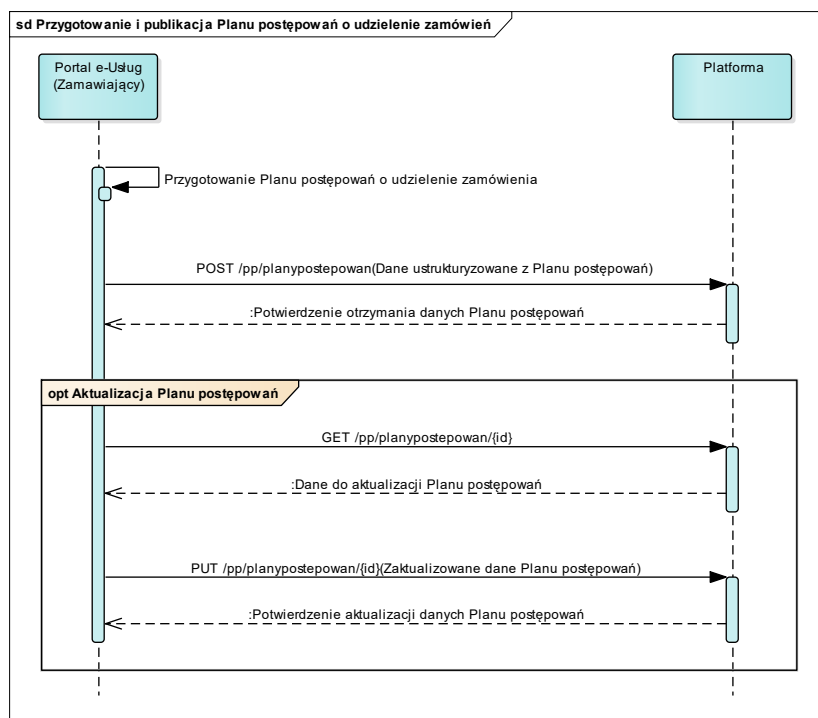 sd Przygotowanie i publikacja Planu postępowań o udzielenie zamówień
Portal e-Usług
(Zamawiający)
Platforma
Przygotowanie Planu postępowań o udzielenie zamówienia
POST /pp/planypostepowan(Dane ustrukturyzowane z Planu postępowań)
:Potwierdzenie otrzymania danych Planu postępowań
opt Aktualizacja Planu postępowań
GET /pp/planypostepowan/{id}
:Dane do aktualizacji Planu postępowań
PUT /pp/planypostepowan/{id}(Zaktualizowane dane Planu postępowań)
:Potwierdzenie aktualizacji danych Planu postępowań